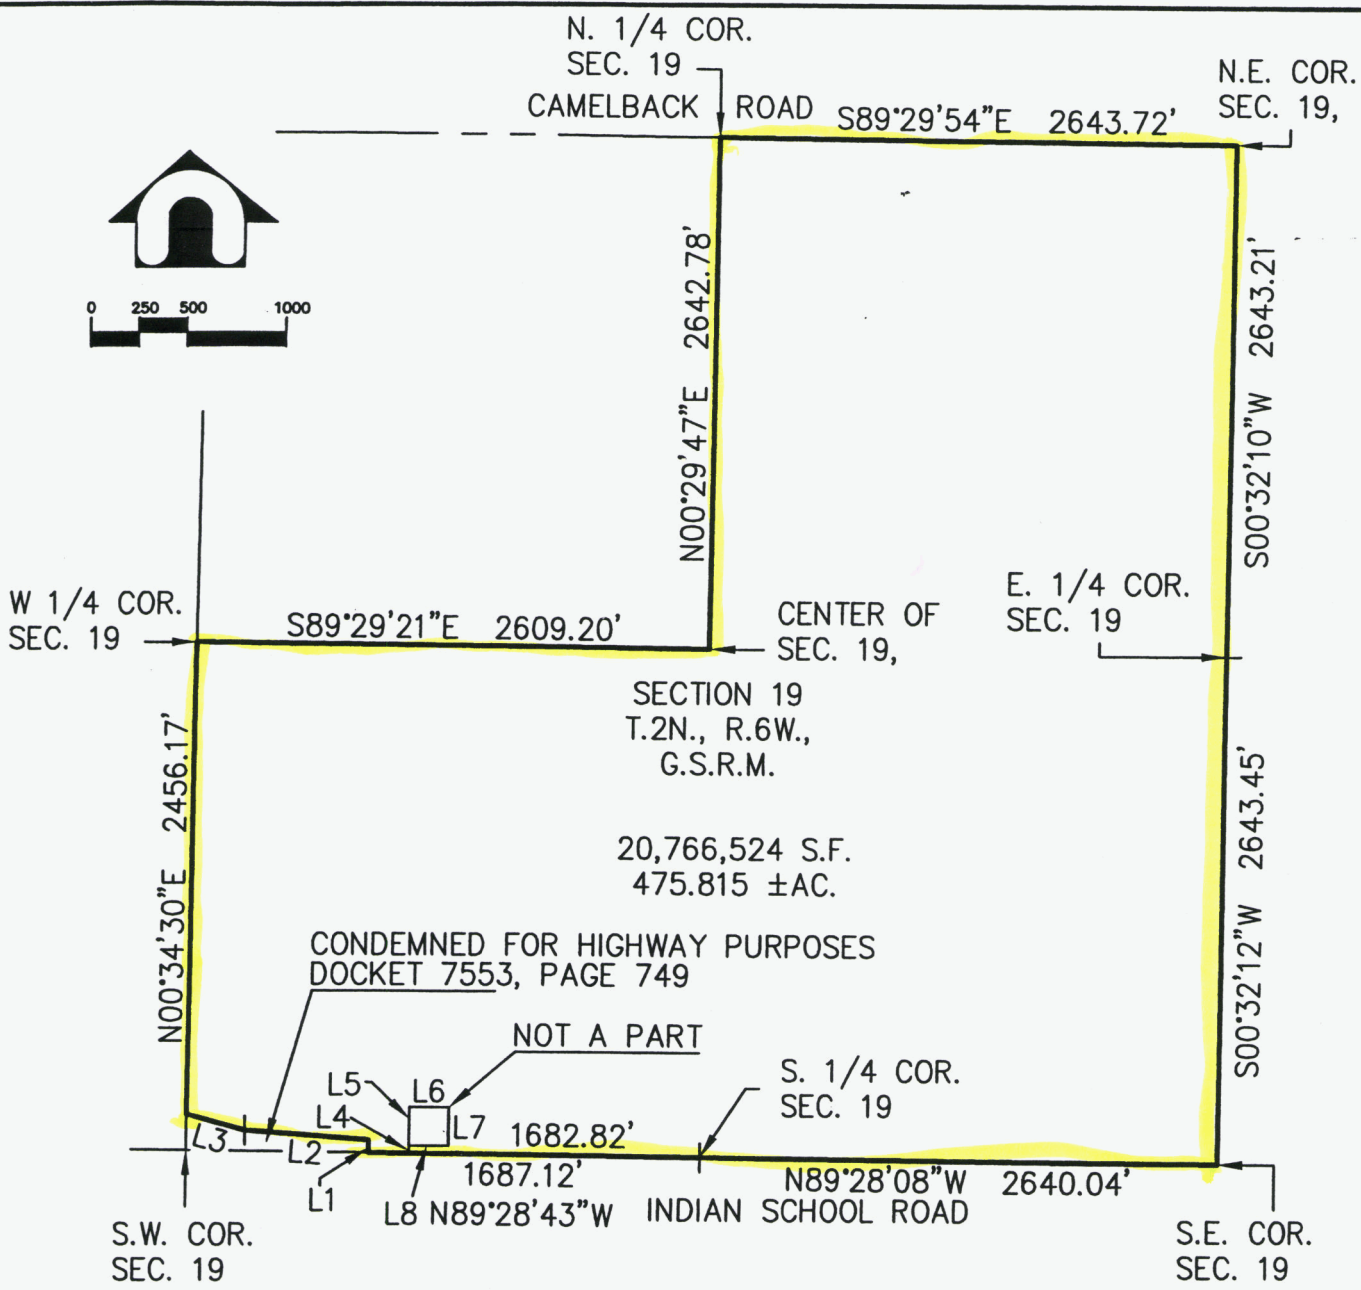 N. 1/4 COR.
SEC. 19
N.E. COR.
SEC. 19,
CAMELBACK ROAD
S89°29'54"E 2643.72'
0 250 500 1000
N00°29'47"E 2642.78'
S00°32'10"W 2643.21'
W 1/4 COR.
SEC. 19
S89°29'21"E 2609.20'
CENTER OF
SEC. 19,
E. 1/4 COR.
SEC. 19
SECTION 19
T.2N., R.6W.,
G.S.R.M.
N00°34'30"E 2456.17'
20,766,524 S.F.
475.815 ±AC.
S00°32'12"W 2643.45'
CONDEMNED FOR HIGHWAY PURPOSES
DOCKET 7553, PAGE 749
NOT A PART
S. 1/4 COR.
SEC. 19
L5
L6
L4
L7
1682.82'
L3
L2
L1
1687.12'
L8 N89°28'43"W
N89°28'08"W 2640.04'
INDIAN SCHOOL ROAD
S.W. COR.
SEC. 19
S.E. COR.
SEC. 19